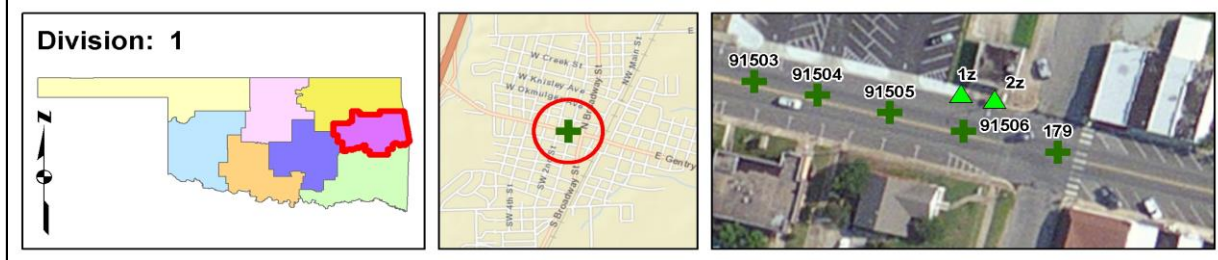 Division: 1
N
W Creek St
W Knisley Ave
W Okmulgee Ave
N Broadway St
NW Main St
E
SW 2nd St
SW 4th St
S Broadway St
E Gentry
91503
91504
91505
1z
2z
91506
179